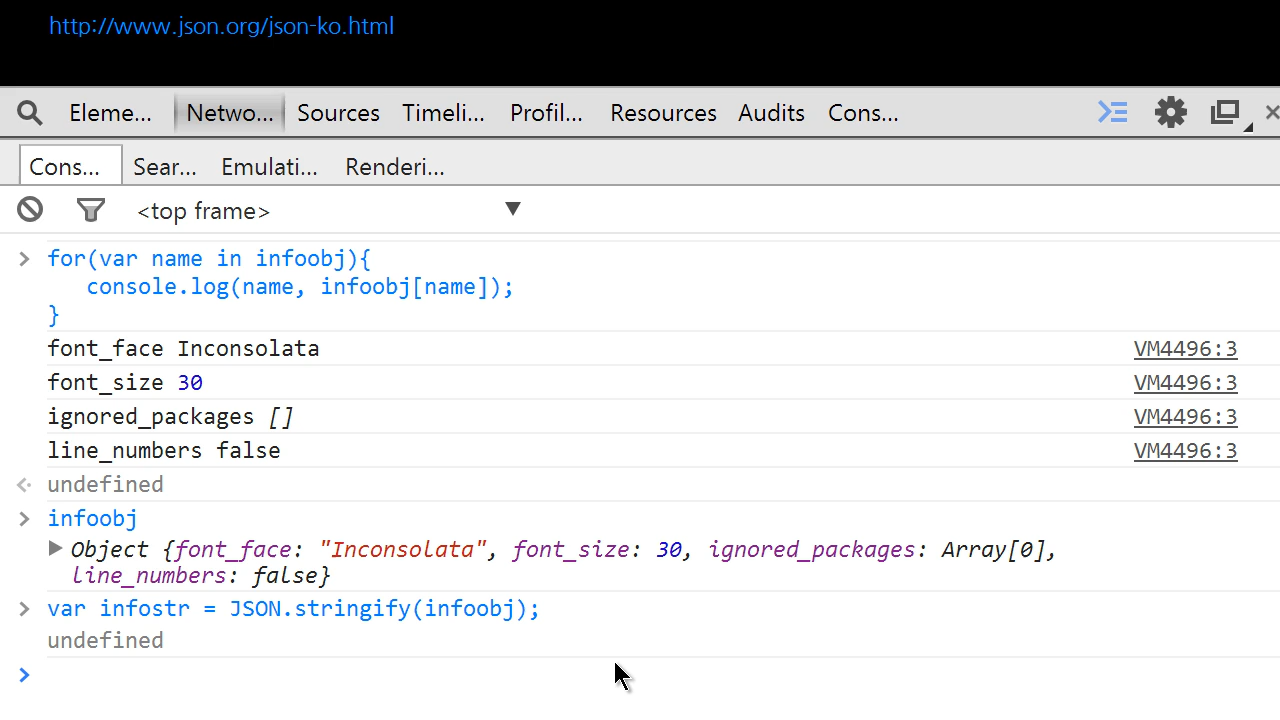 http://www.json.org/json-ko.html
Eleme... Netwo... Sources Timeli... Profil... Resources Audits Cons...
Cons... Sear... Emulati... Renderi...
<top frame>
for(var name in infoobj){
console.log(name, infoobj[name]);
}
font_face Inconsolata VM4496:3
font_size 30 VM4496:3
ignored_packages [] VM4496:3
line_numbers false VM4496:3
undefined
infoobj
Object {font_face: "Inconsolata", font_size: 30, ignored_packages: Array[0],
line_numbers: false}
var infostr = JSON.stringify(infoobj);
undefined